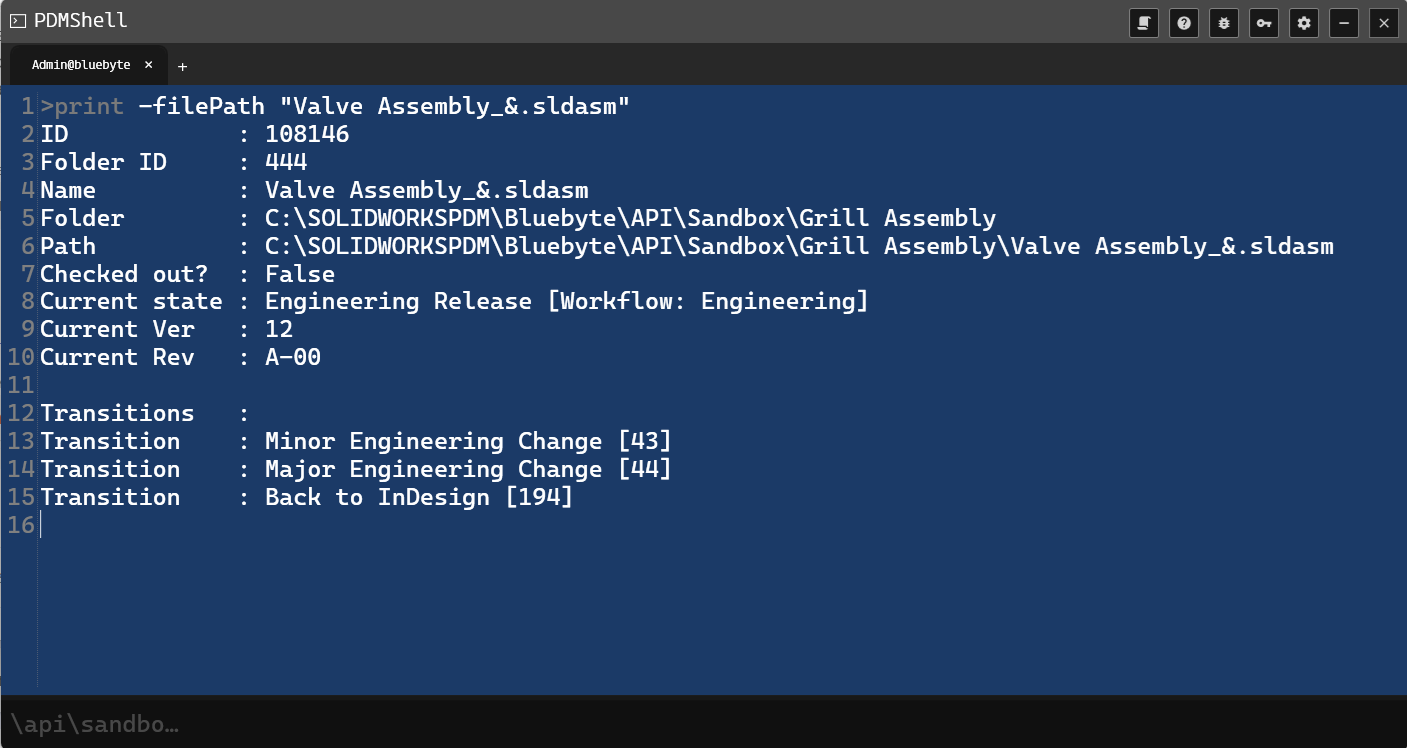 PDMShell
Admin@bluebyte × +
1 >print -filePath "Valve Assembly_&.sldasm"
2 ID : 108146
3 Folder ID : 444
4 Name : Valve Assembly_&.sldasm
5 Folder : C:\SOLIDWORKSPDM\Bluebyte\API\Sandbox\Grill Assembly
6 Path : C:\SOLIDWORKSPDM\Bluebyte\API\Sandbox\Grill Assembly\Valve Assembly_&.sldasm
7 Checked out? : False
8 Current state : Engineering Release [Workflow: Engineering]
9 Current Ver : 12
10 Current Rev : A-00
11
12 Transitions :
13 Transition : Minor Engineering Change [43]
14 Transition : Major Engineering Change [44]
15 Transition : Back to InDesign [194]
16
\api\sandbo…